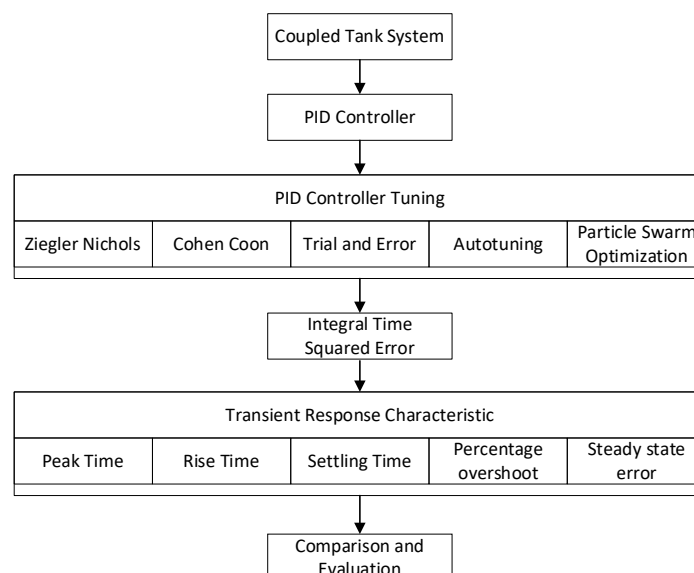 Coupled Tank System
PID Controller
PID Controller Tuning
Ziegler Nichols
Cohen Coon
Trial and Error
Autotuning
Particle Swarm
Optimization
Integral Time
Squared Error
Transient Response Characteristic
Peak Time
Rise Time
Settling Time
Percentage
overshoot
Steady state
error
Comparison and
Evaluation